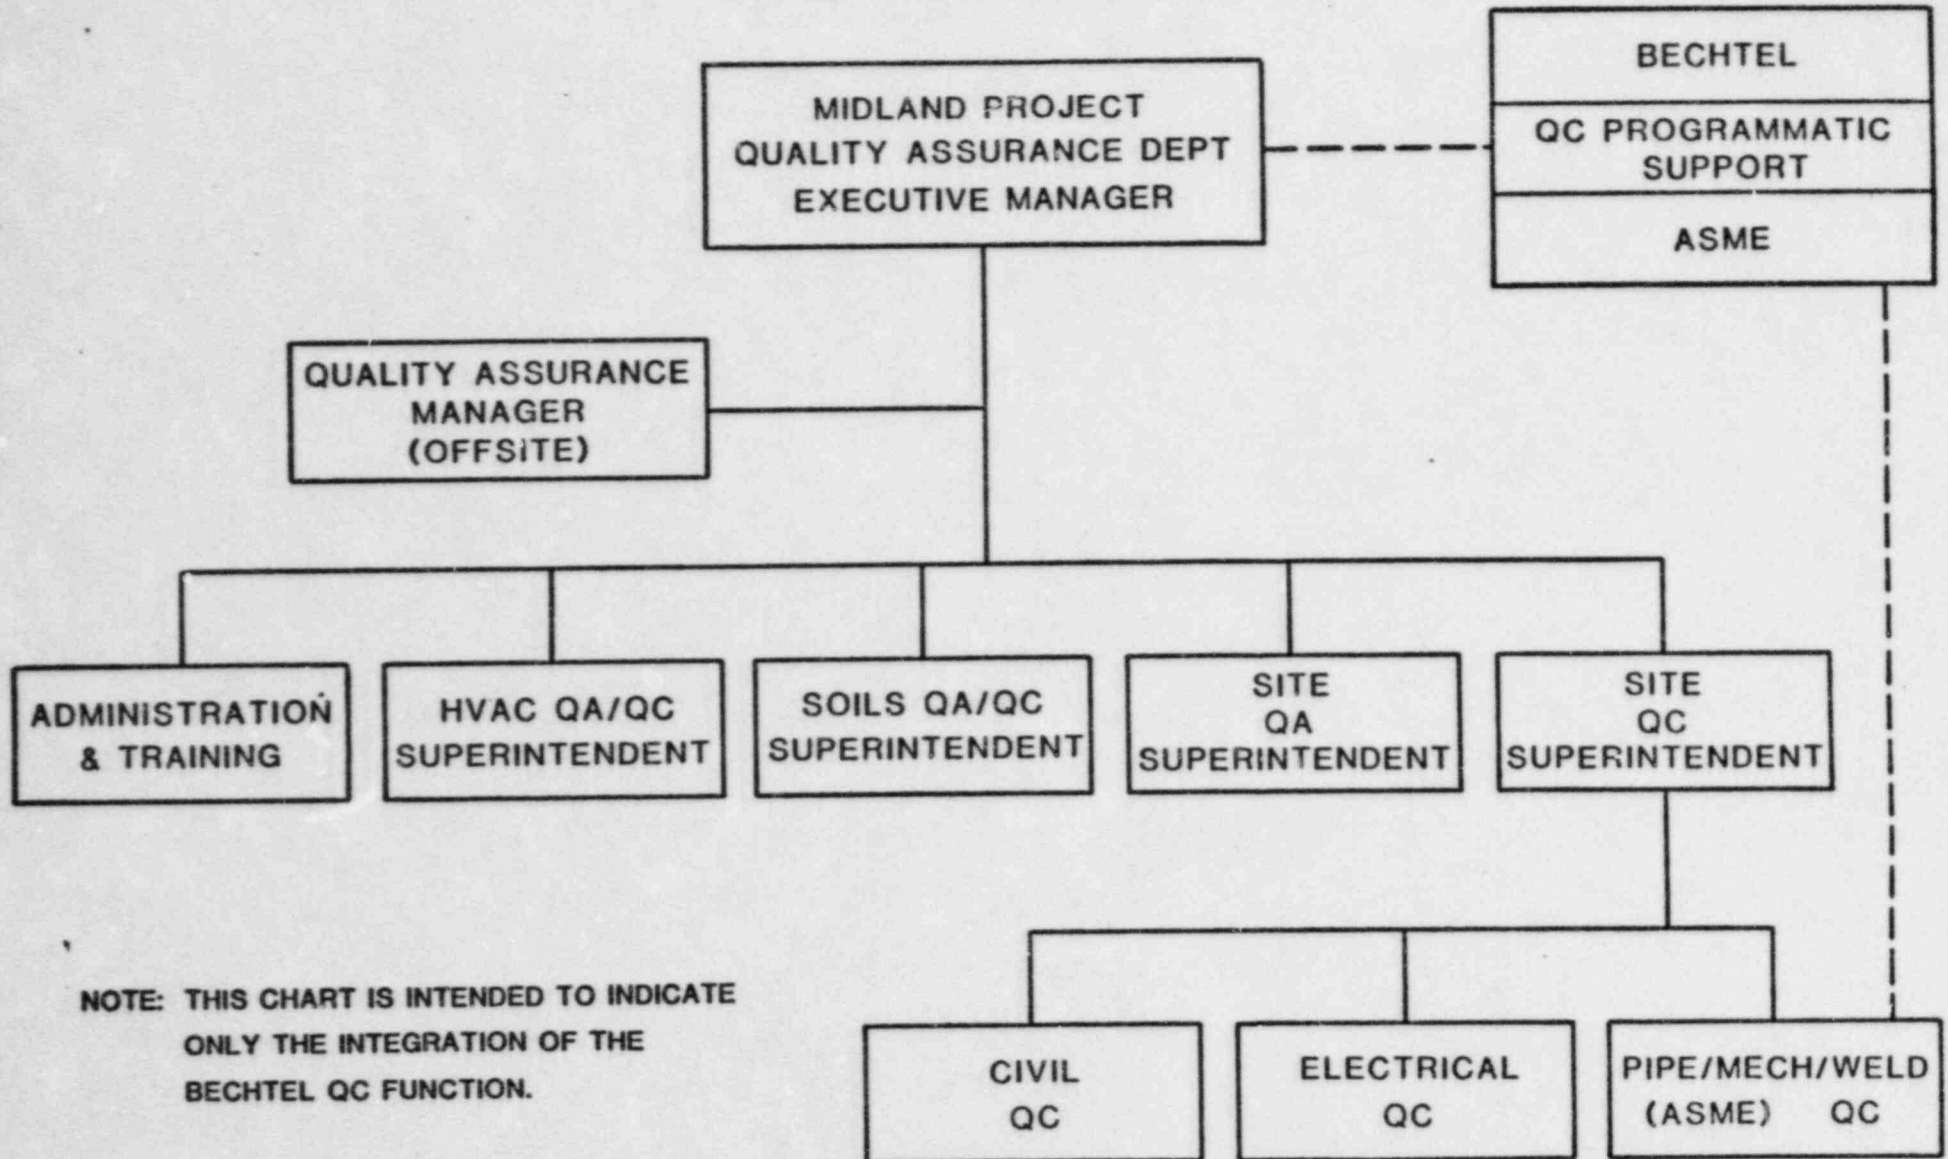 BECHTEL
QC PROGRAMMATIC
SUPPORT
ASME
MIDLAND PROJECT
QUALITY ASSURANCE DEPT
EXECUTIVE MANAGER
QUALITY ASSURANCE
MANAGER
(OFFSITE)
ADMINISTRATION
& TRAINING
HVAC QA/QC
SUPERINTENDENT
SOILS QA/QC
SUPERINTENDENT
SITE
QA
SUPERINTENDENT
SITE
QC
SUPERINTENDENT
NOTE: THIS CHART IS INTENDED TO INDICATE
ONLY THE INTEGRATION OF THE
BECHTEL QC FUNCTION.
CIVIL
QC
ELECTRICAL
QC
PIPE/MECH/WELD
(ASME) QC